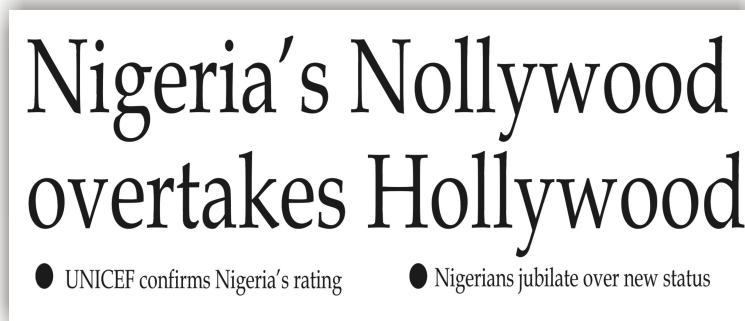 Nigeria's Nollywood
overtakes Hollywood
● UNICEF confirms Nigeria's rating ● Nigerians jubilate over new status